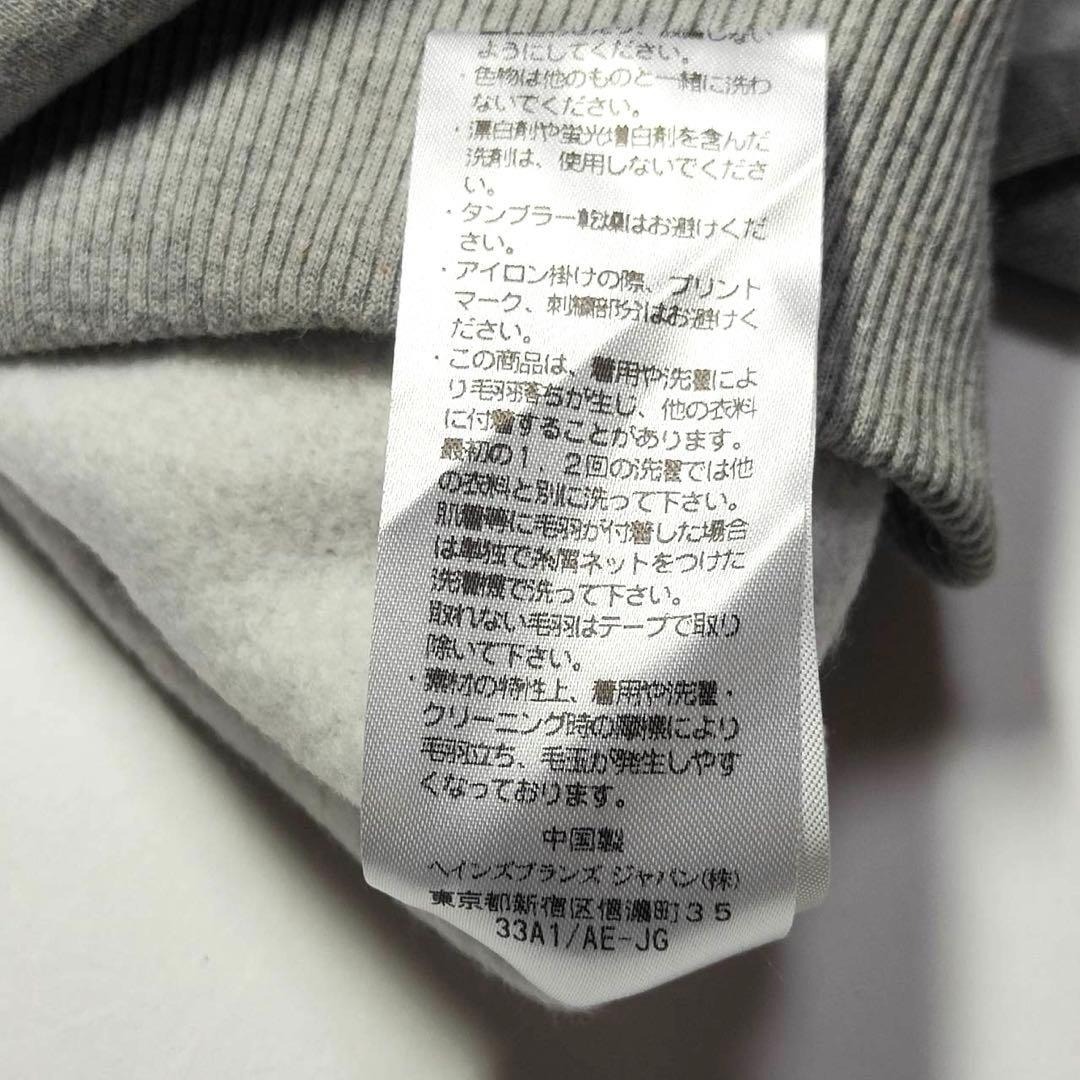 しない
ようにしてください。
・色物は他のものと一緒に洗わ
ないでください。
・漂白剤や蛍光増白剤を含んだ
洗剤は、使用しないでくださ
い。
・タンブラー乾燥はお避けくだ
さい。
・アイロン掛けの際、プリント
マーク、刺繍部分はお避けく
ださい。
・この商品は、着用や洗濯によ
り毛羽落ちが生じ、他の衣料
に付着することがあります。
最初の1,2回の洗濯では他
の衣料と別に洗って下さい。
肌着等に毛羽が付着した場合
は単独で糸屑ネットをつけた
洗濯機で洗って下さい。
取れない毛羽はテープで取り
除いて下さい。
・素材の特性上、着用や洗濯・
クリーニング時の摩擦により
毛羽立ち、毛玉が発生しやす
くなっております。
中国製
ヘインズブランズ ジャパン(株)
東京都新宿区信濃町35
33A1/AE-JG